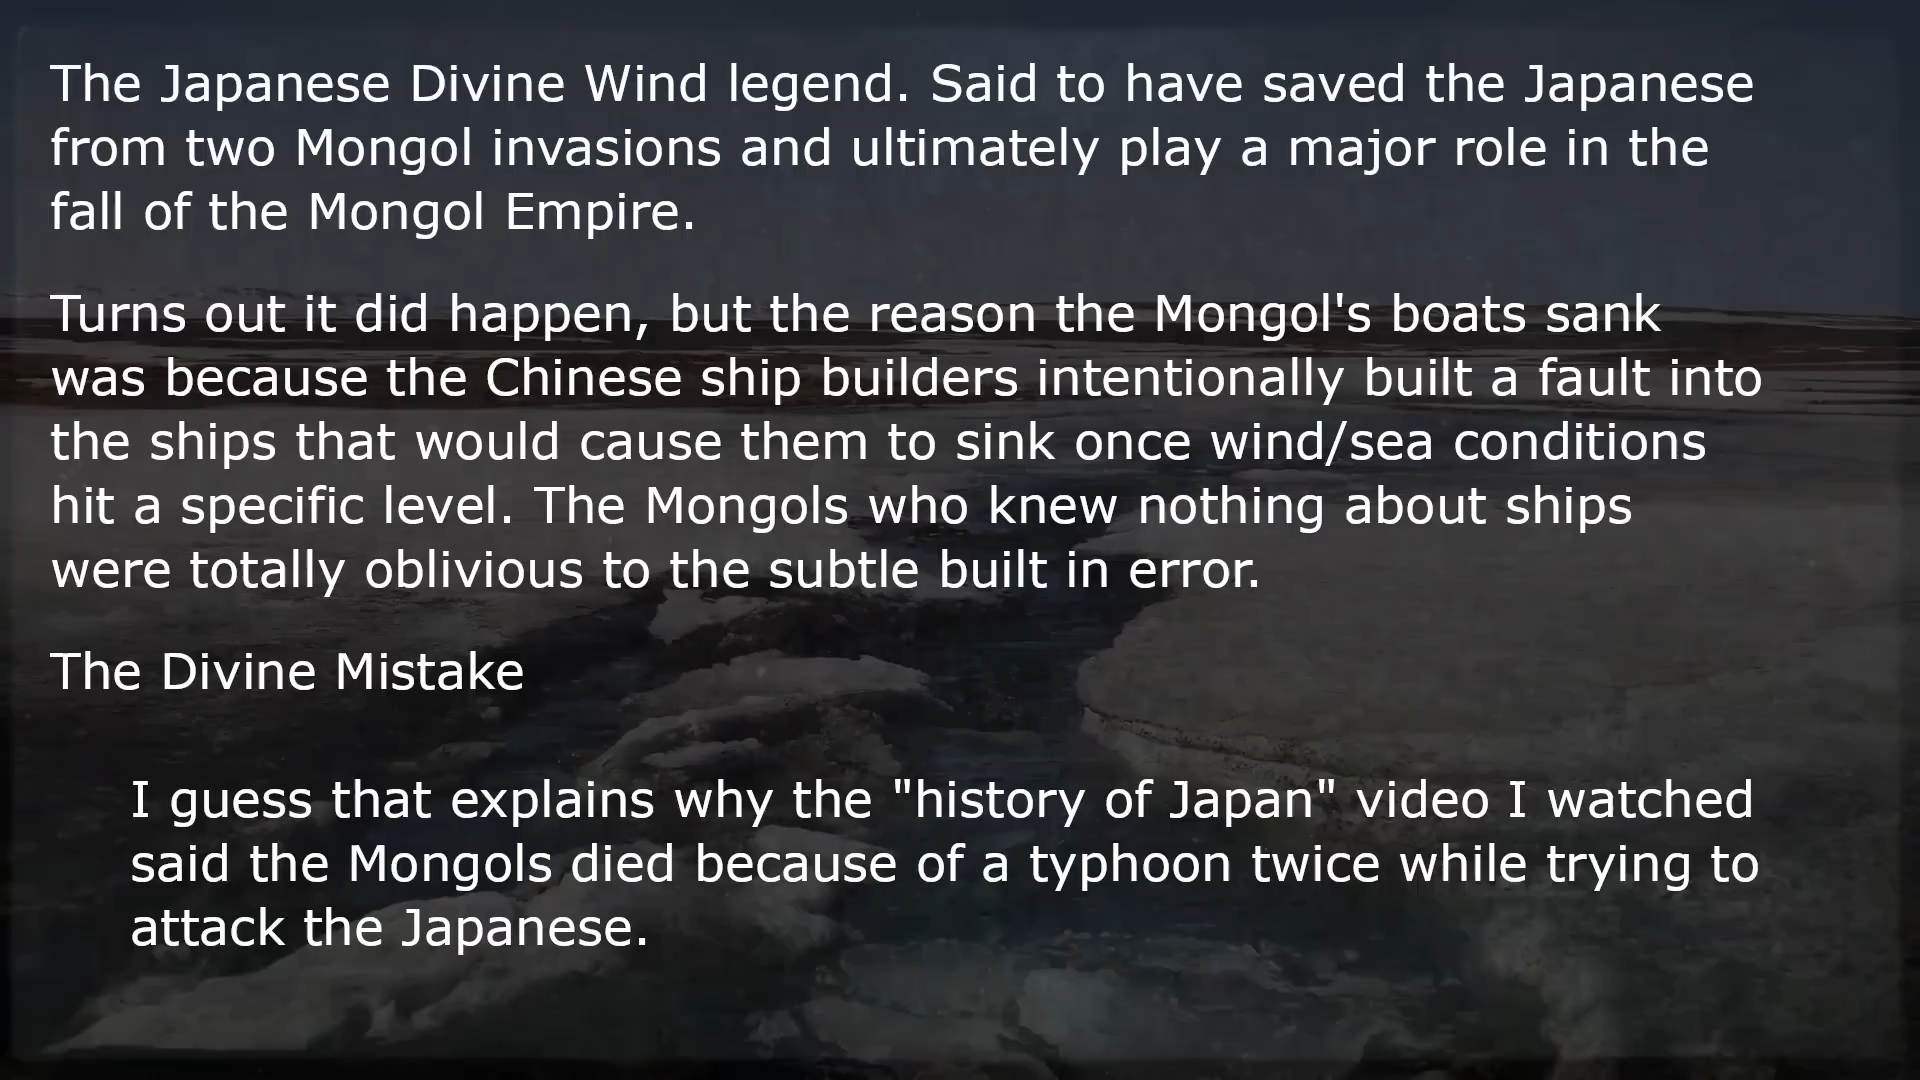 The Japanese Divine Wind legend. Said to have saved the Japanese
from two Mongol invasions and ultimately play a major role in the
fall of the Mongol Empire.
Turns out it did happen, but the reason the Mongol's boats sank
was because the Chinese ship builders intentionally built a fault into
the ships that would cause them to sink once wind/sea conditions
hit a specific level. The Mongols who knew nothing about ships
were totally oblivious to the subtle built in error.
The Divine Mistake
I guess that explains why the "history of Japan" video I watched
said the Mongols died because of a typhoon twice while trying to
attack the Japanese.